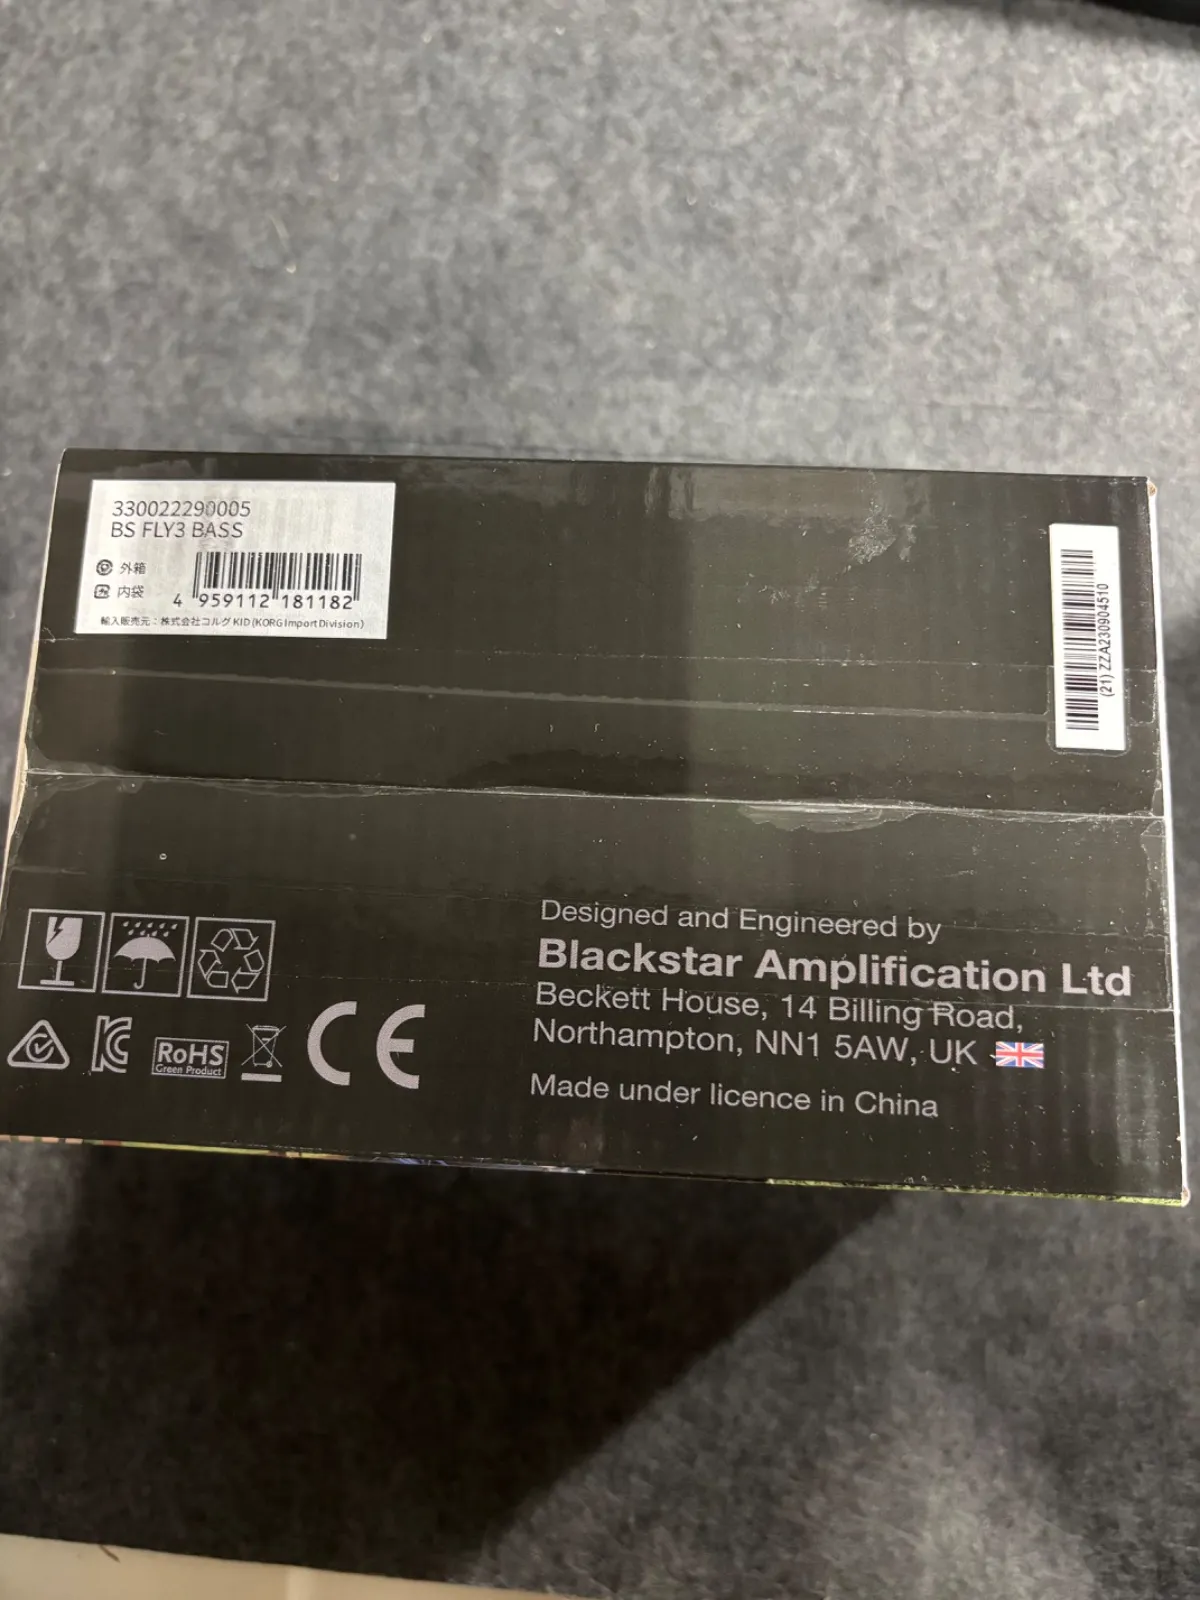 330022290005
BS FLY3 BASS
外箱
内袋
4 959112 181182
輸入販売元：株式会社コルグ KID (KORG Import Division)
(21) ZZA230904510
Designed and Engineered by
Blackstar Amplification Ltd
Beckett House, 14 Billing Road,
Northampton, NN1 5AW, UK
Made under licence in China
RoHS
Green Product
CE